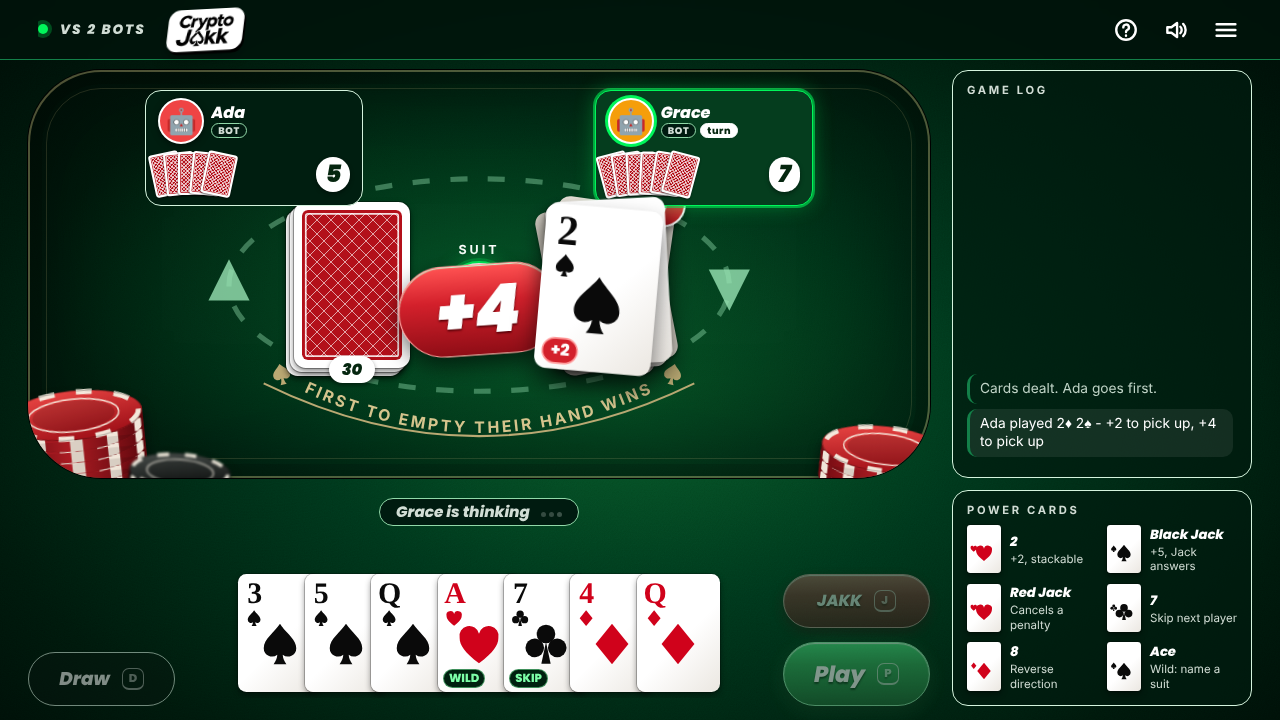 VS 2 BOTS
Crypto
Jakk
Ada
BOT
5
Grace
BOT turn
7
SUIT
+4
2
+2
30
FIRST TO EMPTY THEIR HAND WINS
Grace is thinking
3
5
Q
A
WILD
7
SKIP
4
Q
Draw D
JAKK J
Play P
GAME LOG
Cards dealt. Ada goes first.
Ada played 2♦ 2♠ - +2 to pick up, +4
to pick up
POWER CARDS
2
+2, stackable
Black Jack
+5, Jack
answers
Red Jack
Cancels a
penalty
7
Skip next player
8
Reverse
direction
Ace
Wild: name a
suit